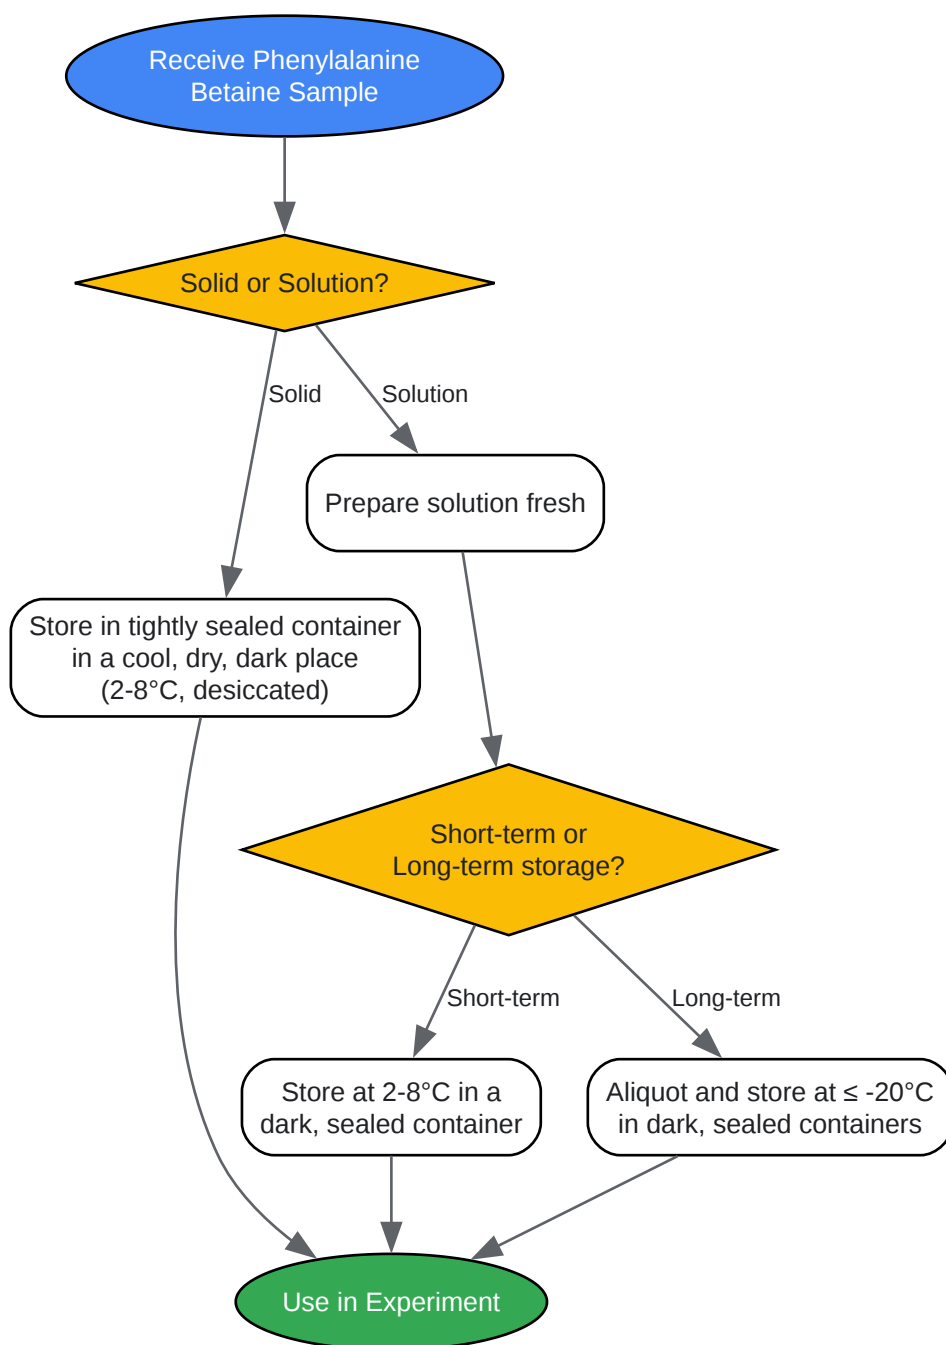 Receive Phenylalanine
Betaine Sample
Solid or Solution?
Solid
Solution
Prepare solution fresh
Store in tightly sealed container
in a cool, dry, dark place
(2-8°C, desiccated)
Short-term or
Long-term storage?
Short-term
Long-term
Store at 2-8°C in a
dark, sealed container
Aliquot and store at ≤ -20°C
in dark, sealed containers
Use in Experiment